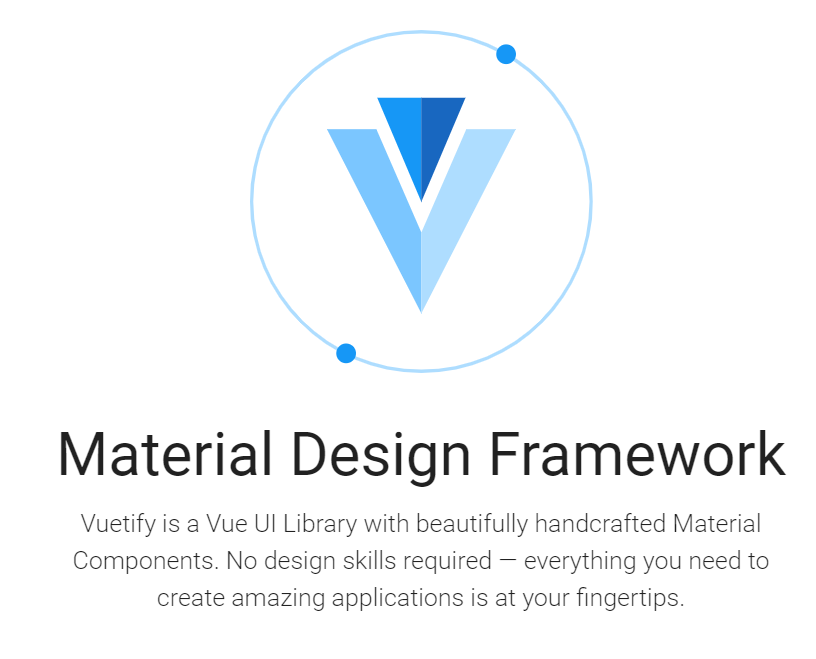 Material Design Framework
Vuetify is a Vue UI Library with beautifully handcrafted Material
Components. No design skills required — everything you need to
create amazing applications is at your fingertips.